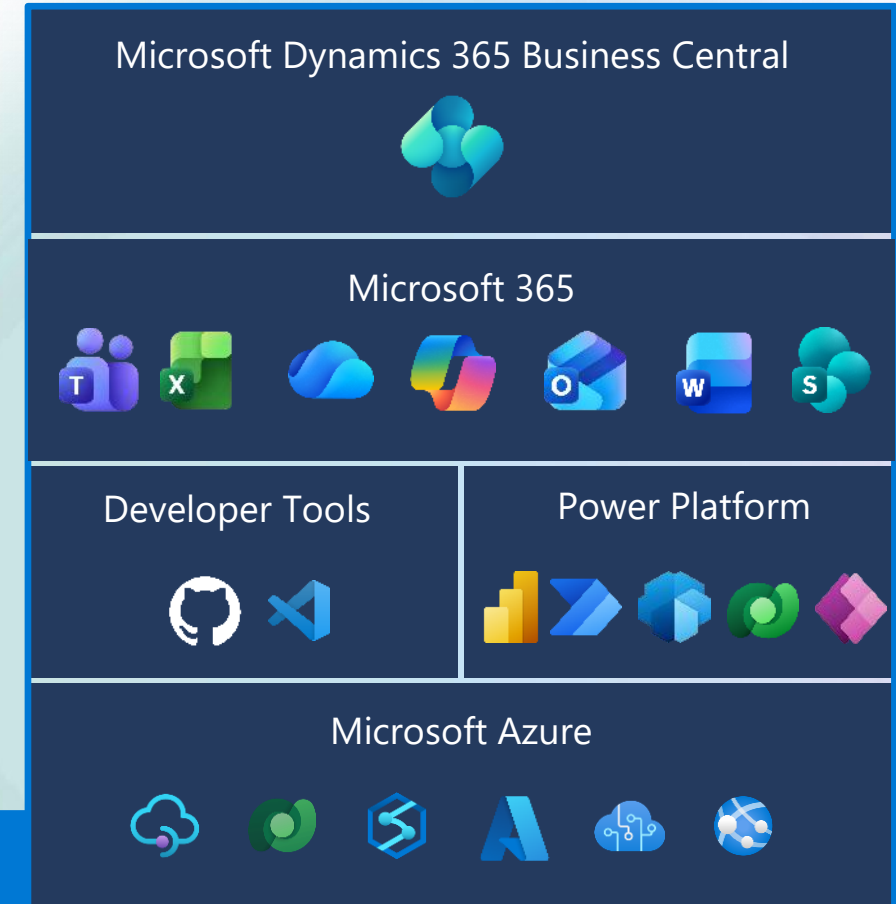 Microsoft Dynamics 365 Business Central
Microsoft 365
T
X
O
W
S
Developer Tools
Power Platform
Microsoft Azure